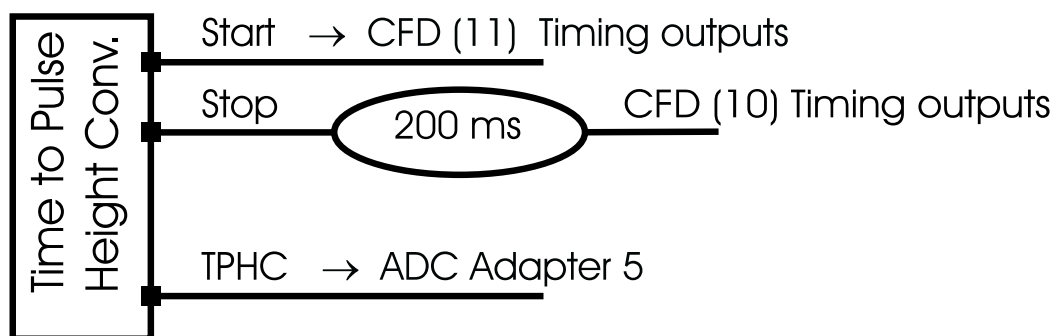 Time to Pulse
Height Conv.
Start → CFD (11) Timing outputs
Stop
200 ms
CFD (10) Timing outputs
TPHC → ADC Adapter 5